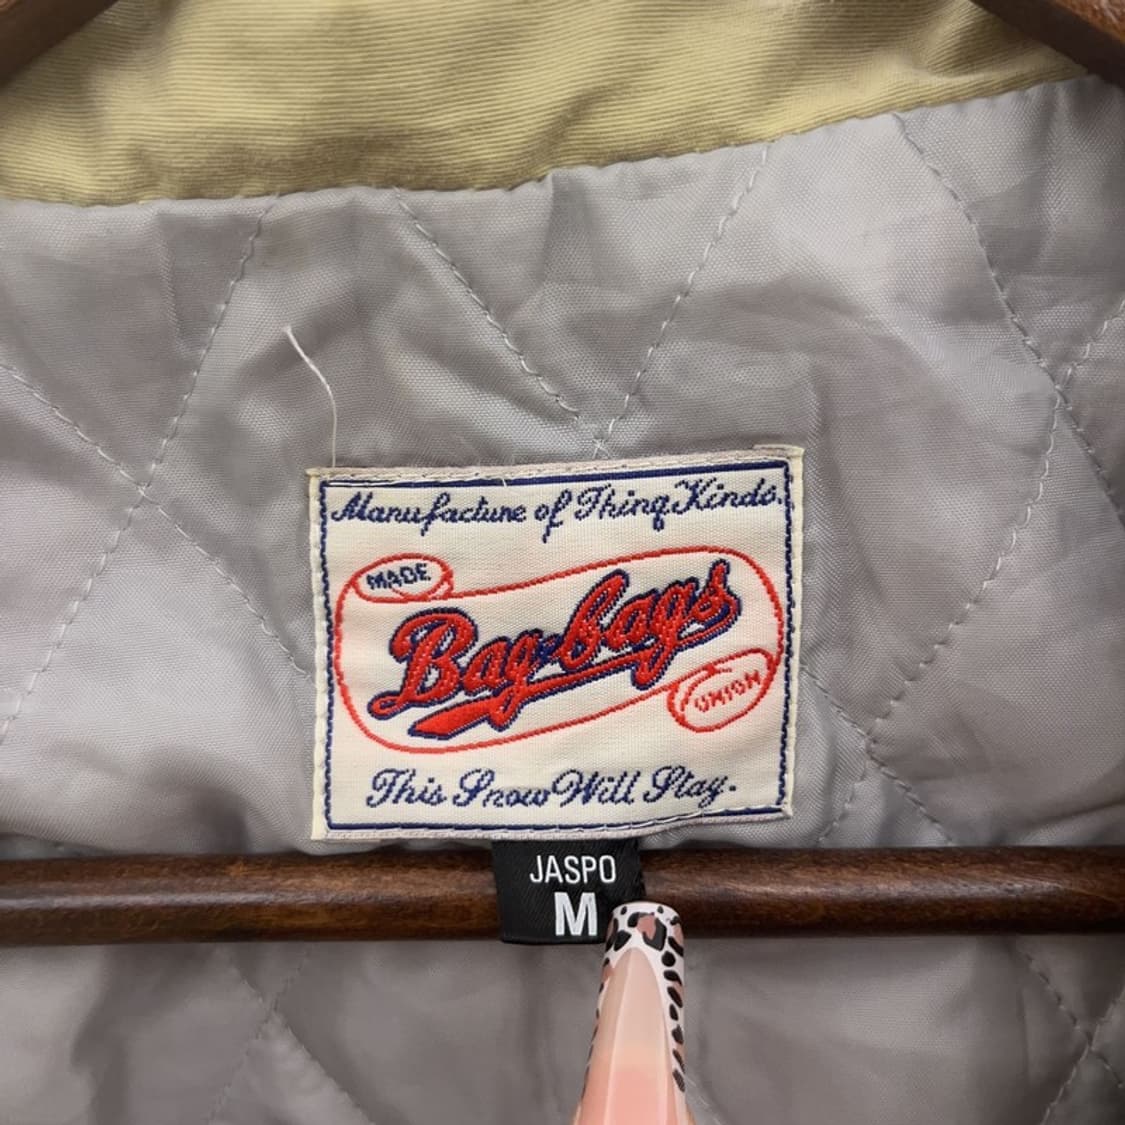 Manufacture of Thing Kinds.
MADE
Bag-bags
UNION
This Snow Will Stay.
JASPO
M